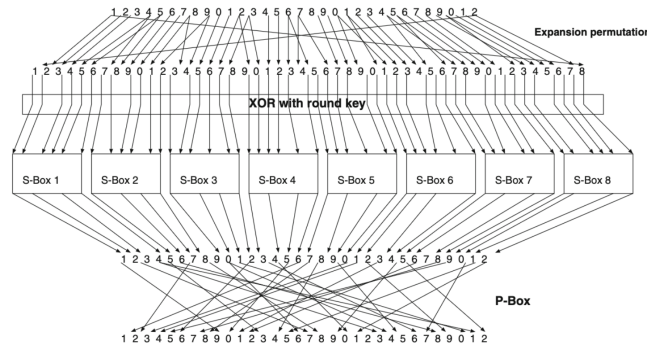 1 2 3 4 5 6 7 8 9 0 1 2 3 4 5 6 7 8 9 0 1 2 3 4 5 6 7 8 9 0 1 2
Expansion permutation
1 2 3 4 5 6 7 8 9 0 1 2 3 4 5 6 7 8 9 0 1 2 3 4 5 6 7 8 9 0 1 2 3 4 5 6 7 8 9 0 1 2 3 4 5 6 7 8
XOR with round key
S-Box 1 S-Box 2 S-Box 3 S-Box 4 S-Box 5 S-Box 6 S-Box 7 S-Box 8
1 2 3 4 5 6 7 8 9 0 1 2 3 4 5 6 7 8 9 0 1 2 3 4 5 6 7 8 9 0 1 2
P-Box
1 2 3 4 5 6 7 8 9 0 1 2 3 4 5 6 7 8 9 0 1 2 3 4 5 6 7 8 9 0 1 2